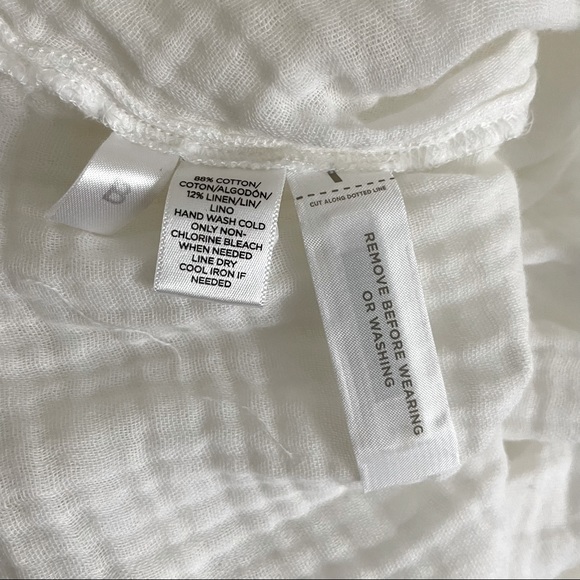 88% COTTON/
COTON/ALGODÓN/
12% LINEN/LIN/
LINO
HAND WASH COLD
ONLY NON-
CHLORINE BLEACH
WHEN NEEDED
LINE DRY
COOL IRON IF
NEEDED
CUT ALONG DOTTED LINE
REMOVE BEFORE WEARING
OR WASHING